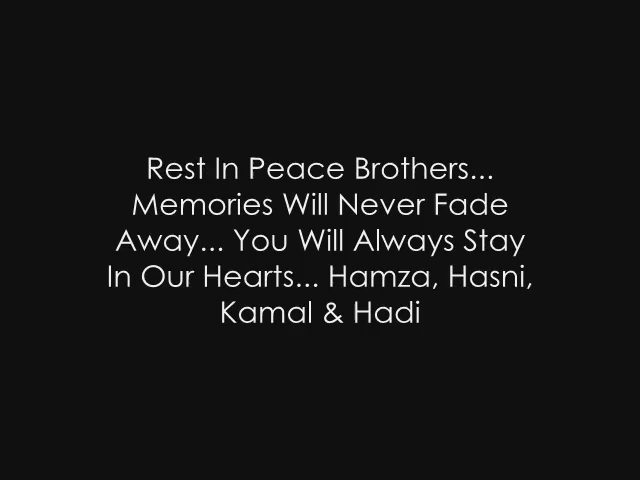 Rest In Peace Brothers...
Memories Will Never Fade
Away... You Will Always Stay
In Our Hearts... Hamza, Hasni,
Kamal & Hadi